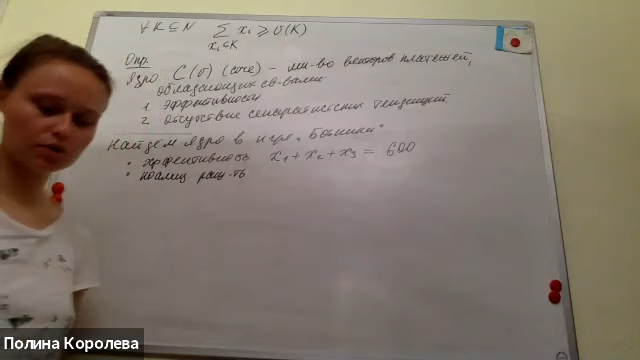 ∀K⊆N ∑ xᵢ ≥ v(K)
xᵢ∈K
Опр.
Ядро C(v) (core) – мн-во векторов платежей,
обладающих св-вами
1. эффективности
2. отсутствие сепаратистских тенденций.
Найдем ядро в игре „Ботинки"
• эффективность x₁ + x₂ + x₃ = 600
• коалиц. рац-ть
Полина Королева